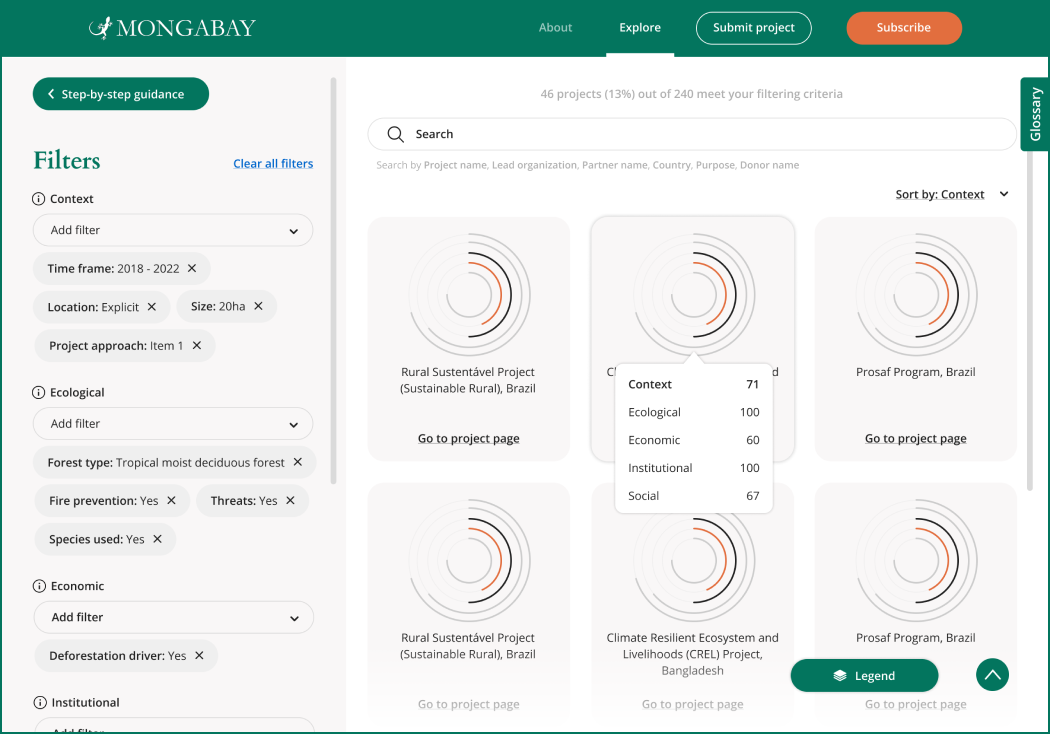 MONGABAY
About
Explore
Submit project
Subscribe
Step-by-step guidance
Filters
Clear all filters
Context
Add filter
Time frame: 2018 - 2022
Location: Explicit
Size: 20ha
Project approach: Item 1
Ecological
Add filter
Forest type: Tropical moist deciduous forest
Fire prevention: Yes
Threats: Yes
Species used: Yes
Economic
Add filter
Deforestation driver: Yes
Institutional
Add filter
46 projects (13%) out of 240 meet your filtering criteria
Glossary
Search
Search by Project name, Lead organization, Partner name, Country, Purpose, Donor name
Sort by: Context
Rural Sustentável Project
(Sustainable Rural), Brazil
Go to project page
Context 71
Ecological 100
Economic 60
Institutional 100
Social 67
Prosaf Program, Brazil
Go to project page
Rural Sustentável Project
(Sustainable Rural), Brazil
Go to project page
Climate Resilient Ecosystem and
Livelihoods (CREL) Project,
Bangladesh
Go to project page
Prosaf Program, Brazil
Go to project page
Legend